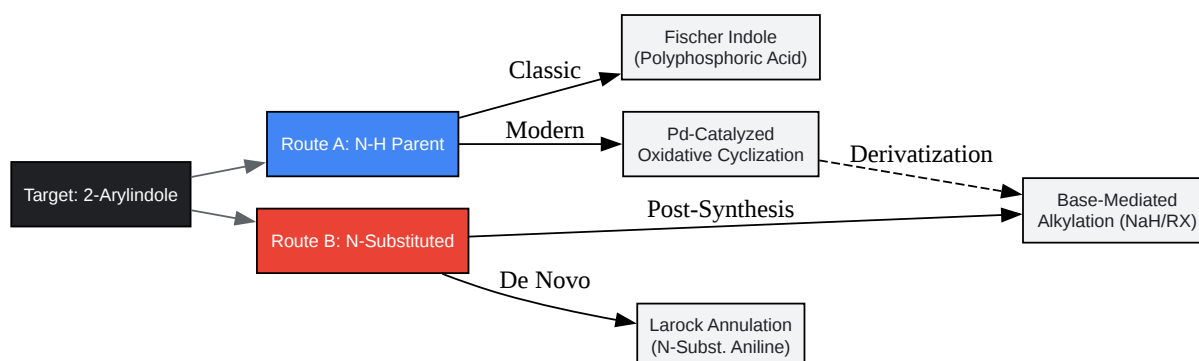 Fischer Indole
(Polyphosphoric Acid)
Classic
Route A: N-H Parent
Modern
Pd-Catalyzed
Oxidative Cyclization
Derivatization
Target: 2-Arylindole
Base-Mediated
Alkylation (NaH/RX)
Post-Synthesis
Route B: N-Substituted
De Novo
Larock Annulation
(N-Subst. Aniline)